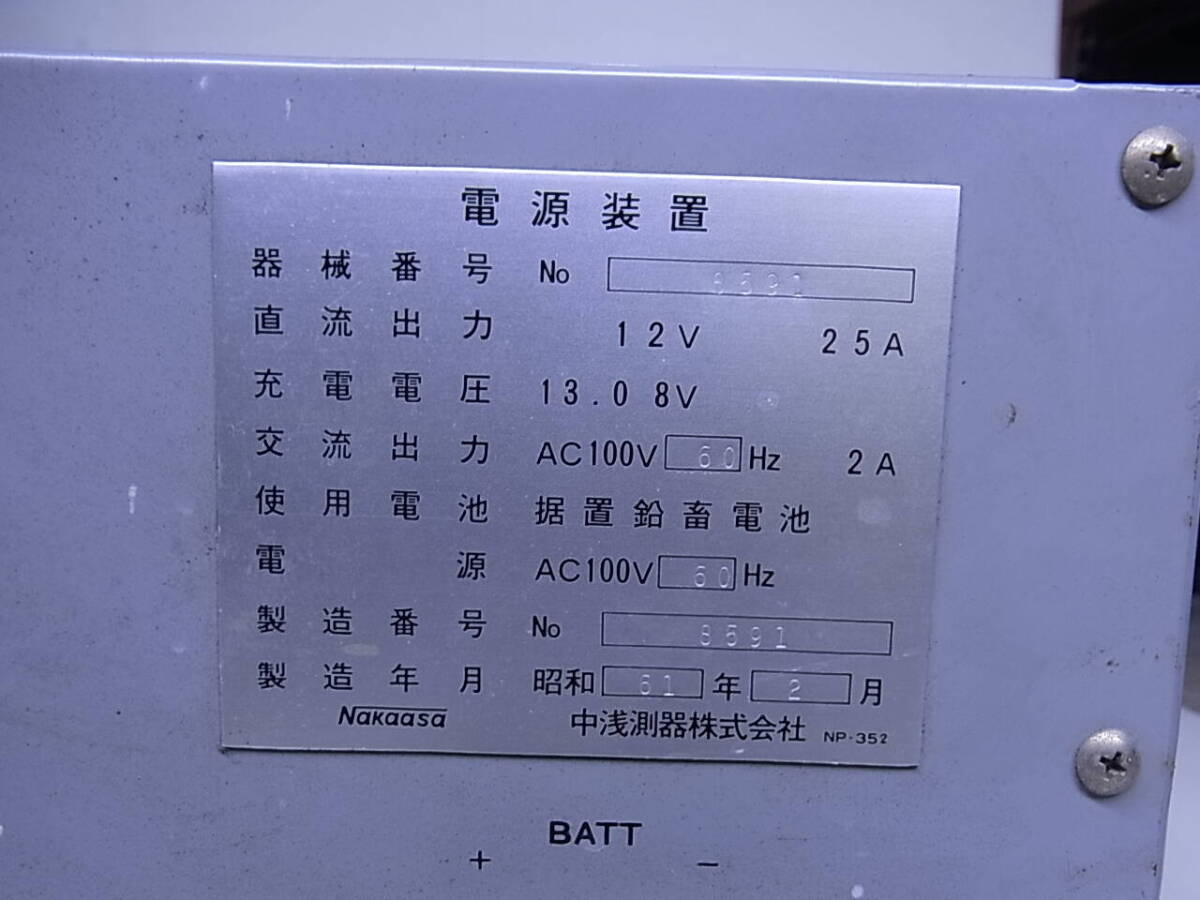 電源装置
器械番号 No 8591
直流出力 12V 25A
充電電圧 13.08V
交流出力 AC100V 60 Hz 2A
使用電池 据置鉛畜電池
電源 AC100V 60 Hz
製造番号 No 8591
製造年月 昭和 61 年 2 月
Nakaasa 中浅測器株式会社 NP-352
BATT
+ −